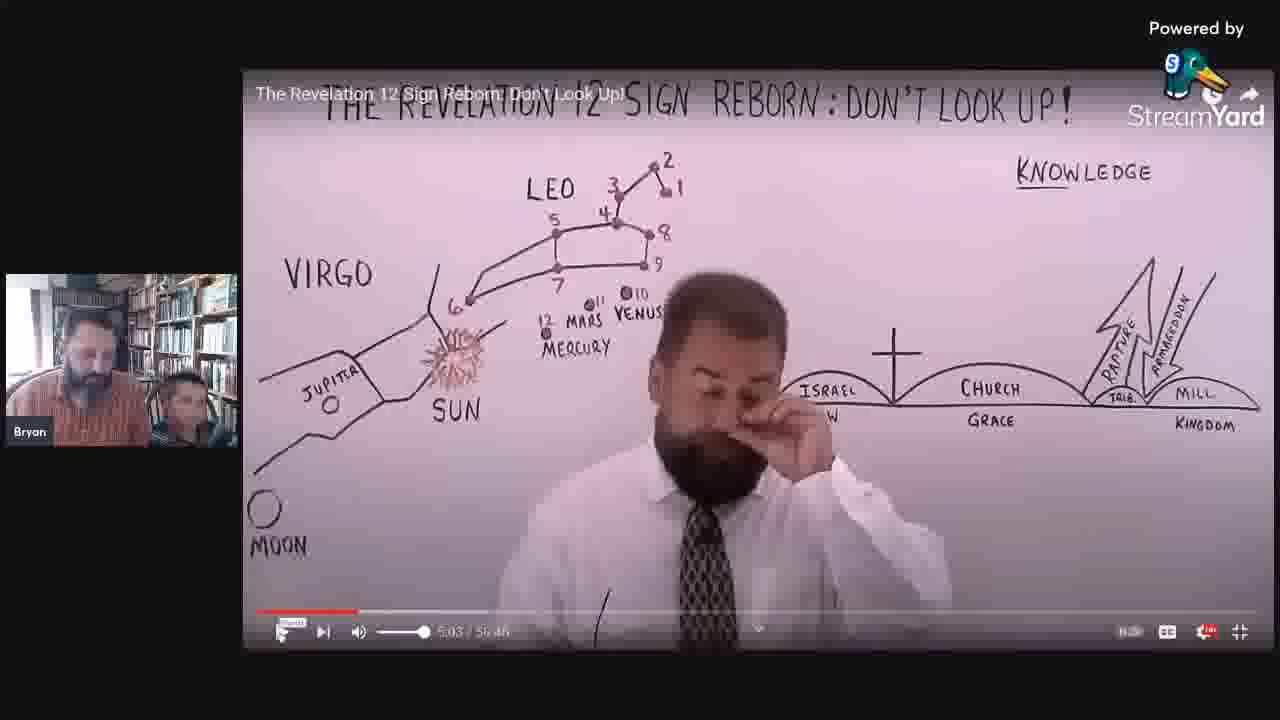 Powered by
StreamYard
The Revelation 12 Sign Reborn: Don't Look Up!
THE REVELATION 12 SIGN REBORN : DON'T LOOK UP!
KNOWLEDGE
LEO
2
3
1
4
5
8
9
7
6
VIRGO
11
10
12
MARS
VENUS
MERCURY
JUPITER
SUN
MOON
RAPTURE
ARMAGEDDON
ISRAEL
CHURCH
TRIB
MILL
W
GRACE
KINGDOM
Bryan
5:03 / 56:46
CC